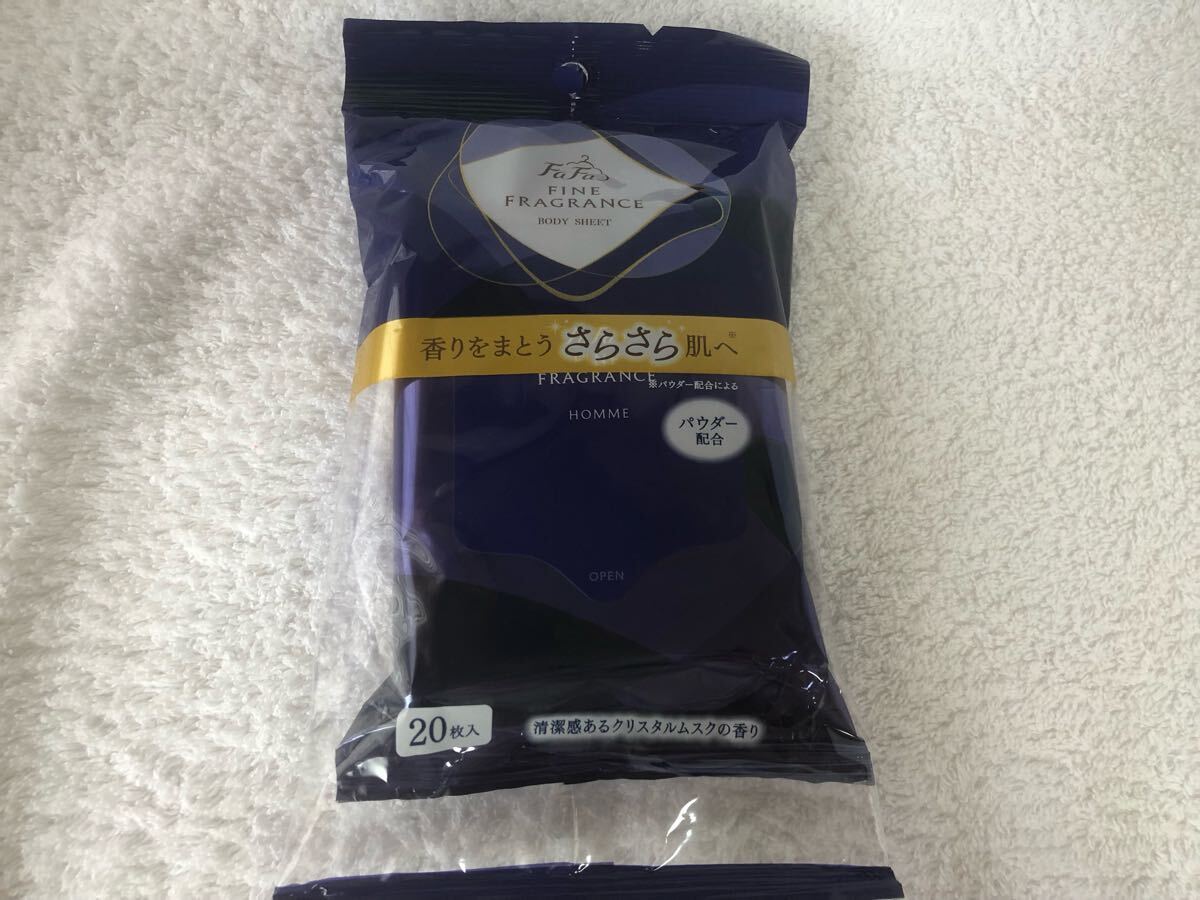 FaFa
FINE
FRAGRANCE
BODY SHEET
香りをまとう さらさら肌へ※
FRAGRANCE
※パウダー配合による
HOMME
パウダー
配合
OPEN
20枚入
清潔感あるクリスタルムスクの香り